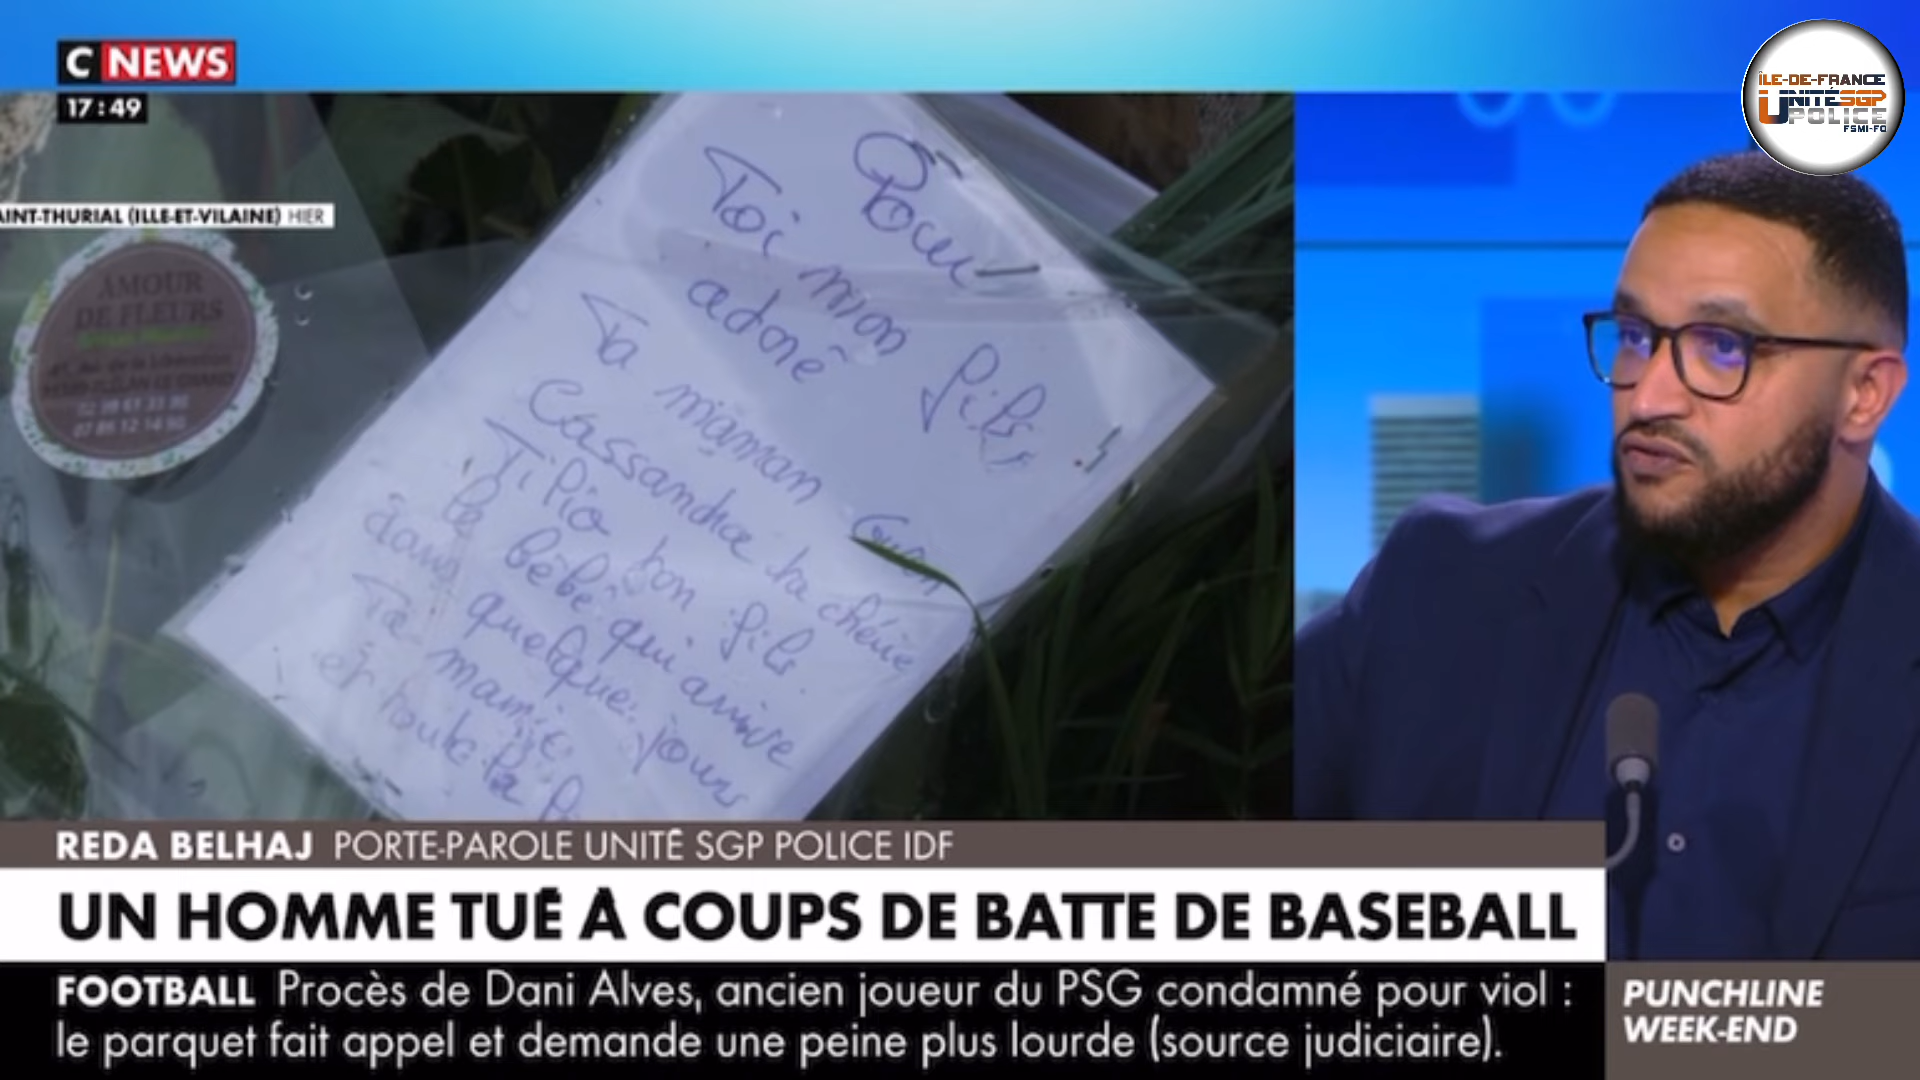 C NEWS
17:49
ÎLE-DE-FRANCE
UNITÉSGP
POLICE
FSMI-FO
AINT-THURIAL (ILLE-ET-VILAINE) HIER
AMOUR
DE FLEURS
Pour
Toi mon fils
adoré
Ta maman
Cassandra ta chérie
Tilio ton fils
le bébé qui arrive
dans quelque jours
Ta mamie
et toute ta
REDA BELHAJ PORTE-PAROLE UNITÉ SGP POLICE IDF
UN HOMME TUÉ À COUPS DE BATTE DE BASEBALL
FOOTBALL Procès de Dani Alves, ancien joueur du PSG condamné pour viol :
le parquet fait appel et demande une peine plus lourde (source judiciaire).
PUNCHLINE
WEEK-END